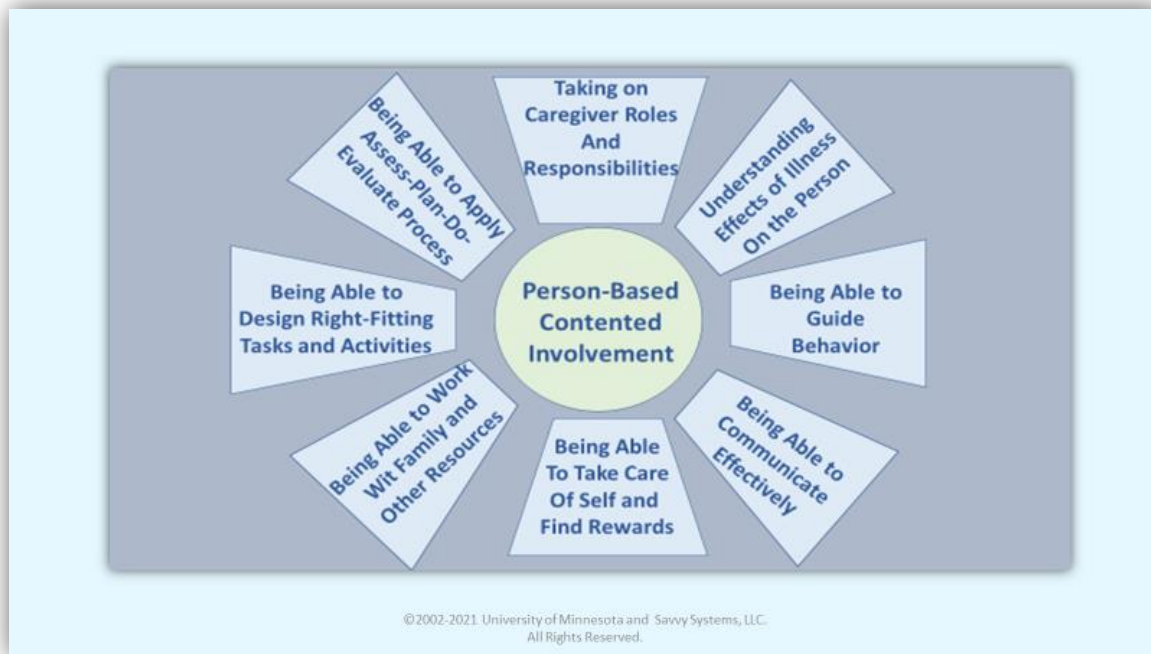 Taking on
Caregiver Roles
And
Responsibilities
Understanding
Effects of Illness
On the Person
Being Able to
Guide
Behavior
Being Able to
Communicate
Effectively
Being Able
To Take Care
Of Self and
Find Rewards
Being Able to Work
Wit Family and
Other Resources
Being Able to
Design Right-Fitting
Tasks and Activities
Being Able to Apply
Assess-Plan-Do-
Evaluate Process
Person-Based
Contented
Involvement
©2002-2021 University of Minnesota and Savvy Systems, LLC.
All Rights Reserved.